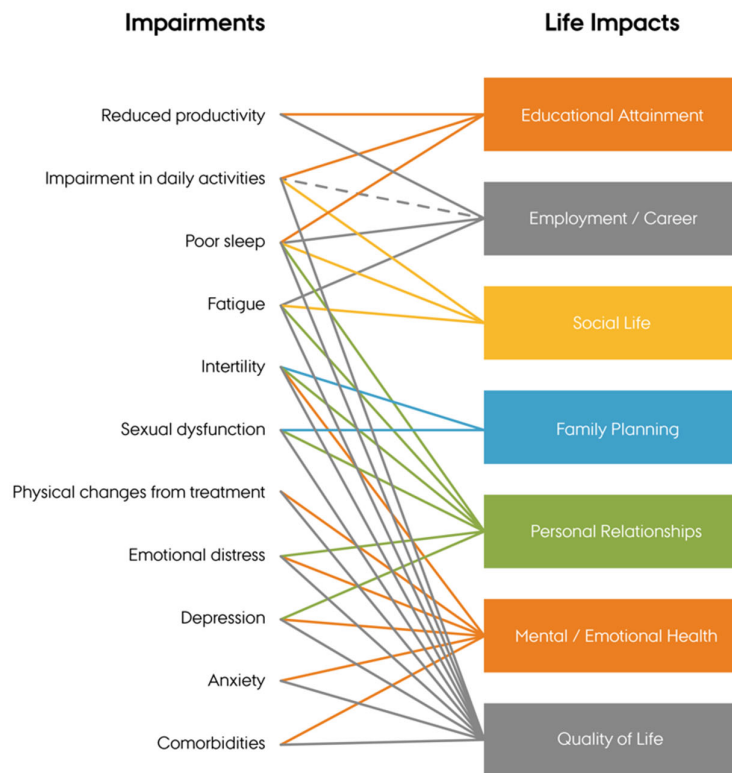 Impairments
Life Impacts
Reduced productivity
Impairment in daily activities
Poor sleep
Fatigue
Intertility
Sexual dysfunction
Physical changes from treatment
Emotional distress
Depression
Anxiety
Comorbidities
Educational Attainment
Employment / Career
Social Life
Family Planning
Personal Relationships
Mental / Emotional Health
Quality of Life